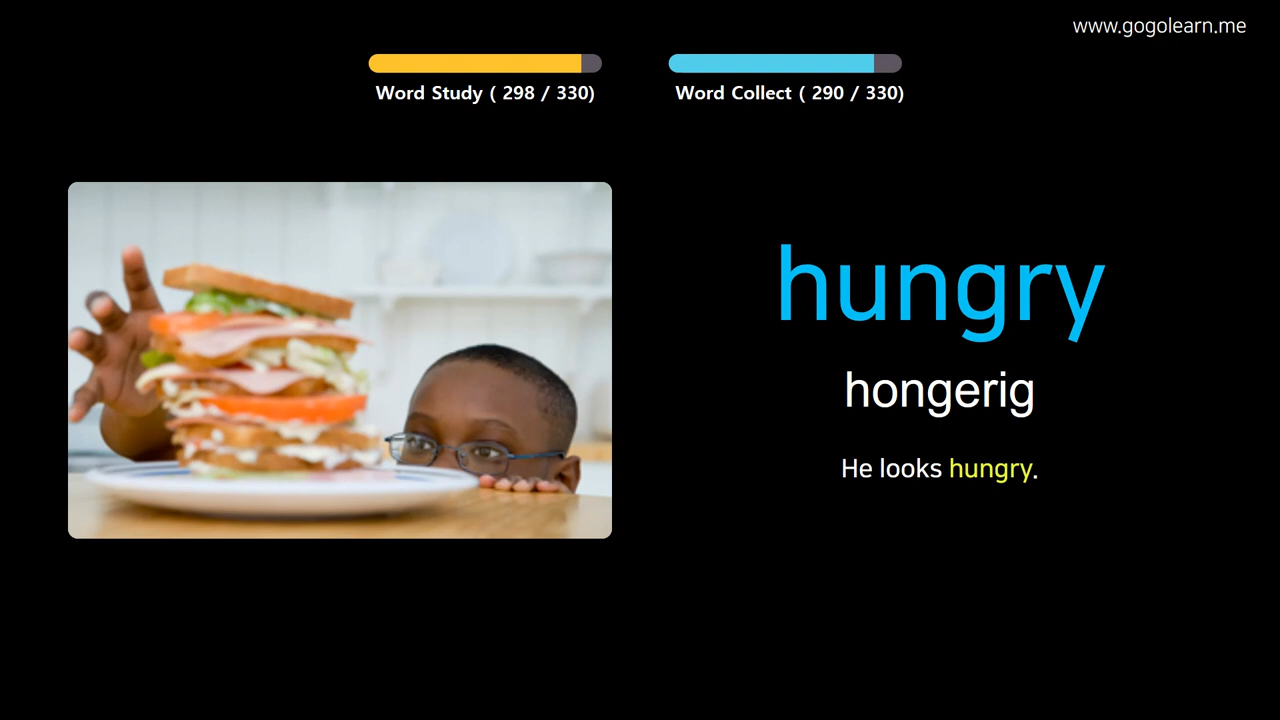 www.gogolearn.me
Word Study ( 298 / 330)
Word Collect ( 290 / 330)
hungry
hongerig
He looks hungry.